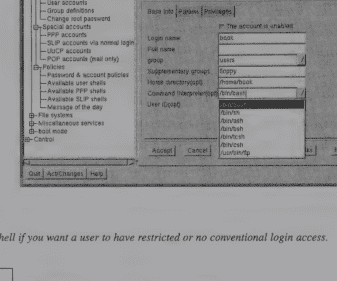 User accounts
Group definitions
Change root password
Special accounts
PPP accounts
SLIP accounts via normal login
UUCP accounts
POP accounts (mail only)
Policies
Password & account policies
Available user shells
Available PPP shells
Available SLIP shells
Message of the day
File systems
Miscellaneous services
boot mode
Control
Quit Act/Changes Help
Base info Params Privileges
The account is enabled
Login name book
Full name
group users
Supplementary groups floppy
Home directory(opt) /home/book
Command interpreter(opt) /bin/bash
User ID(opt)
/bin/sh
/bin/ash
/bin/bsh
/bin/tcsh
/bin/csh
Accept Cancel
hell if you want a user to have restricted or no conventional login access.